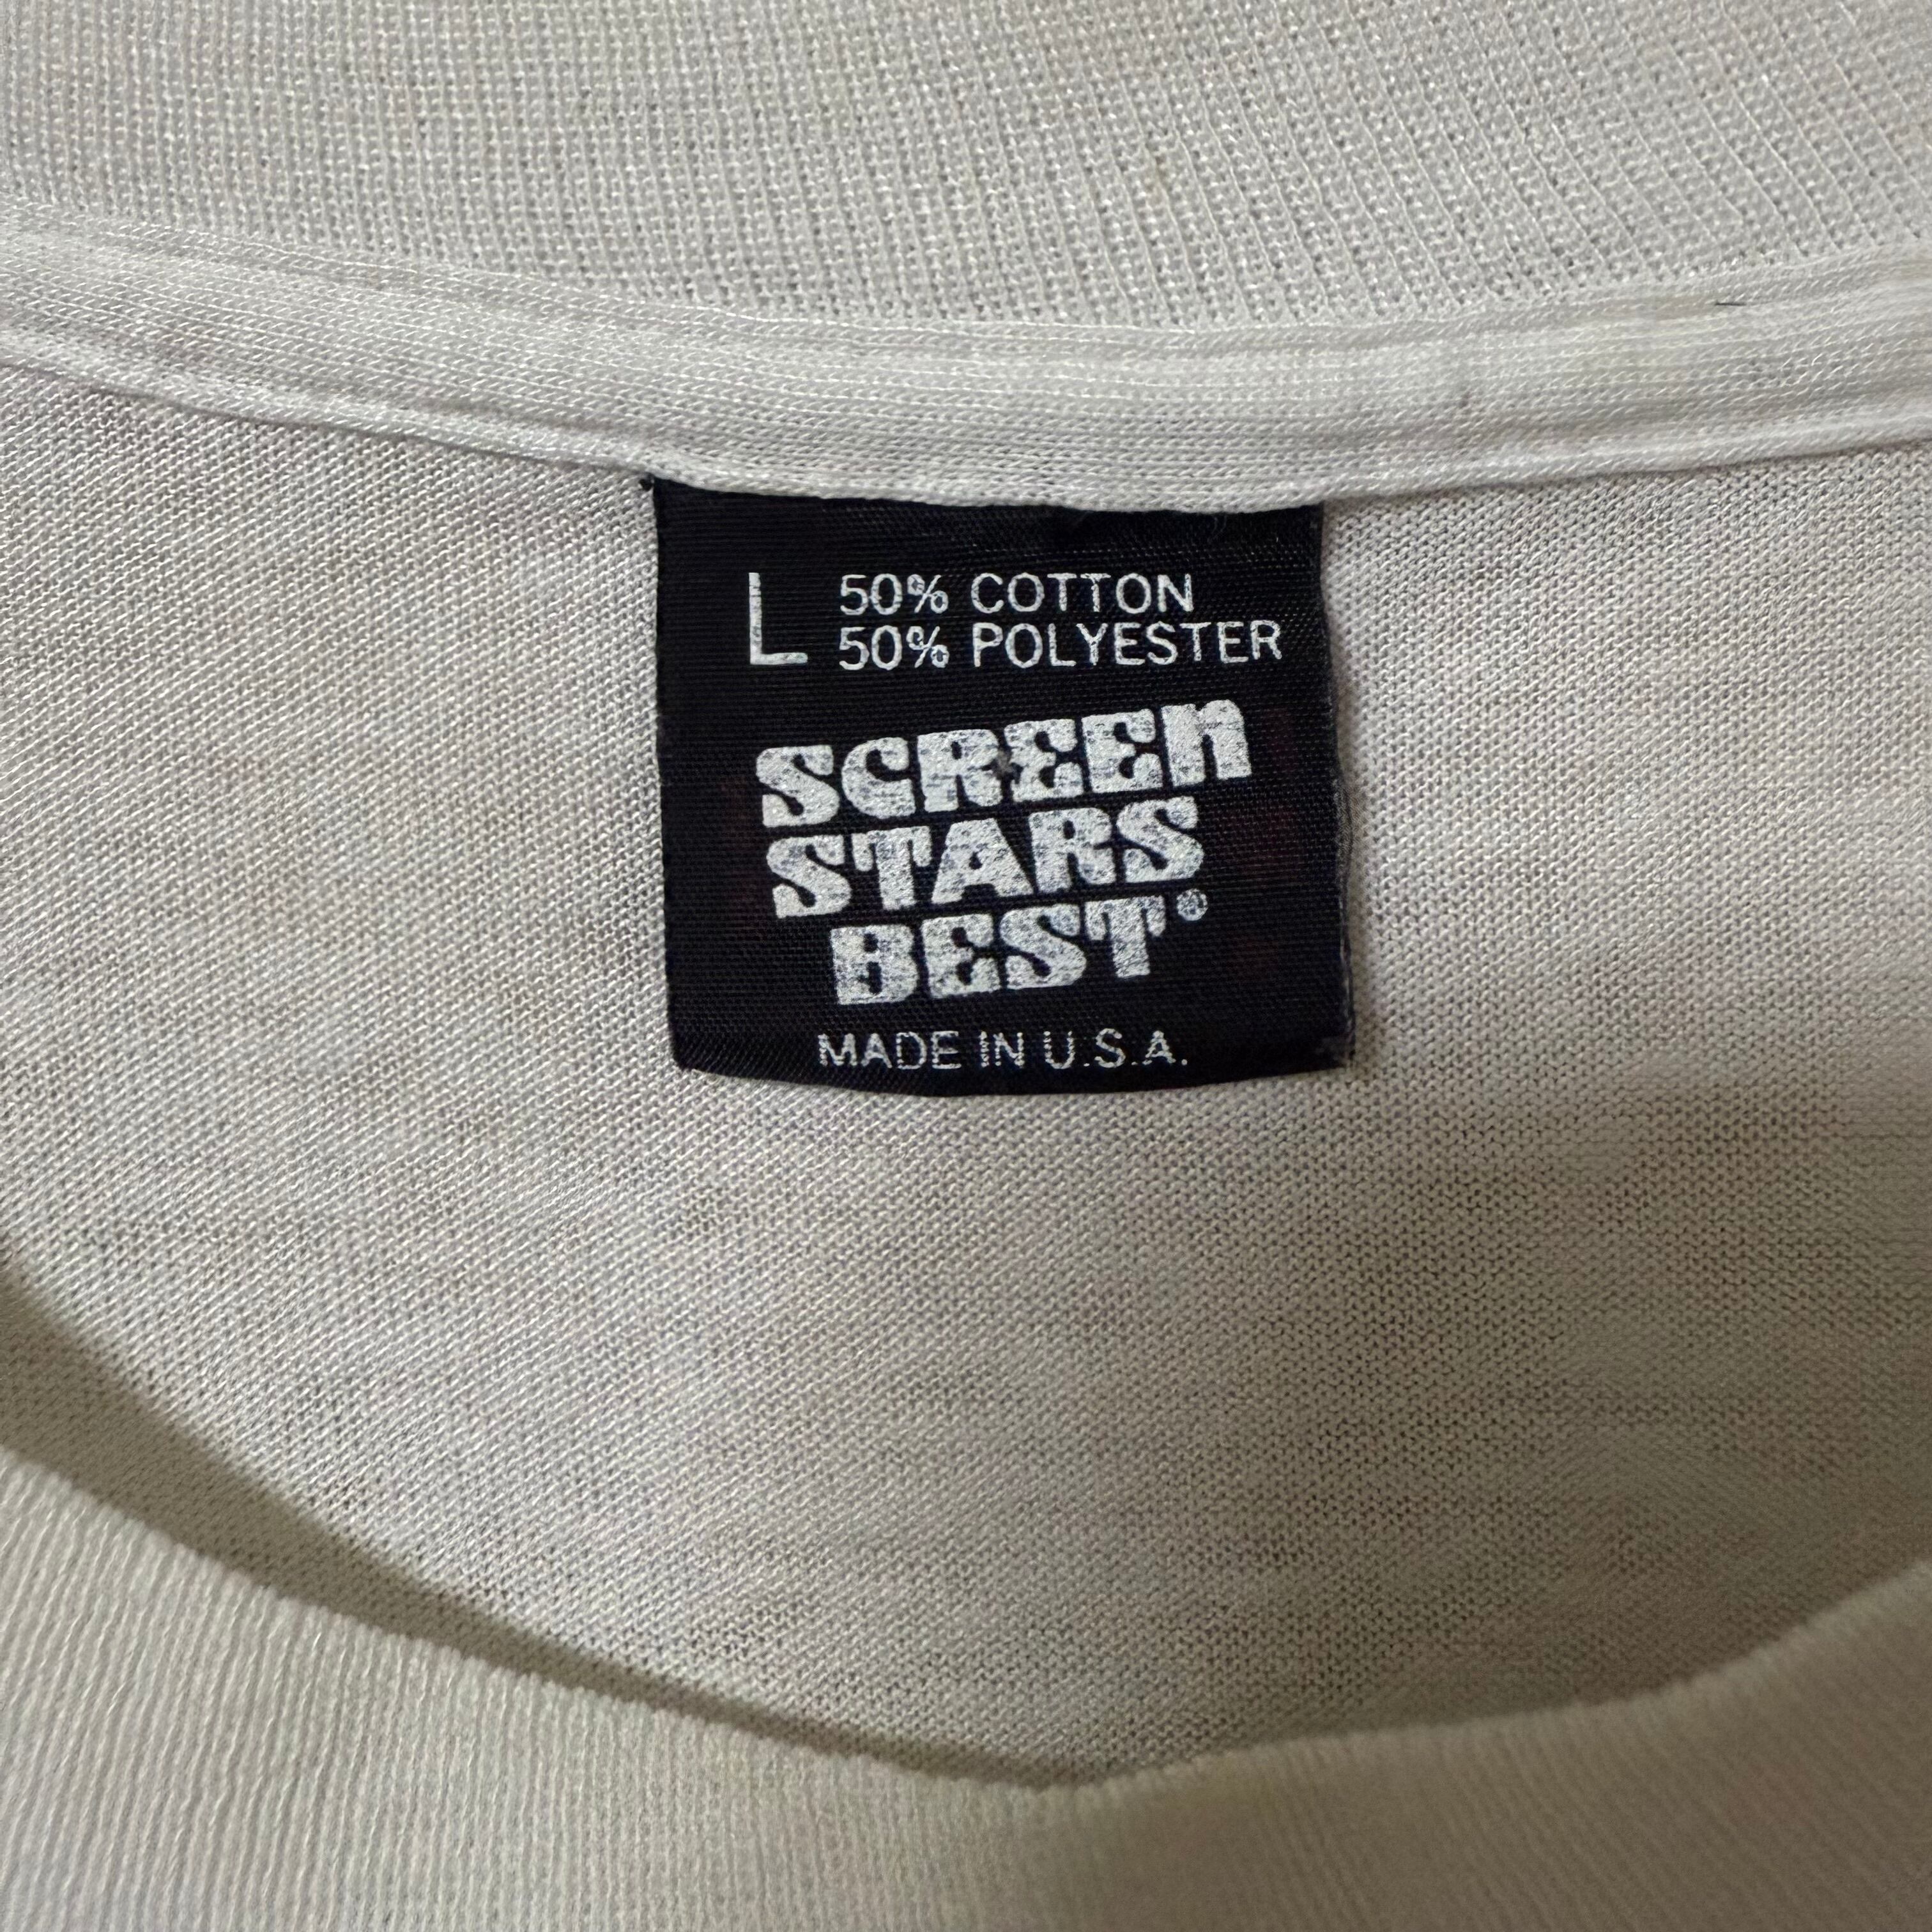 L 50% COTTON
50% POLYESTER
SCREEN
STARS
BEST®
MADE IN U.S.A.